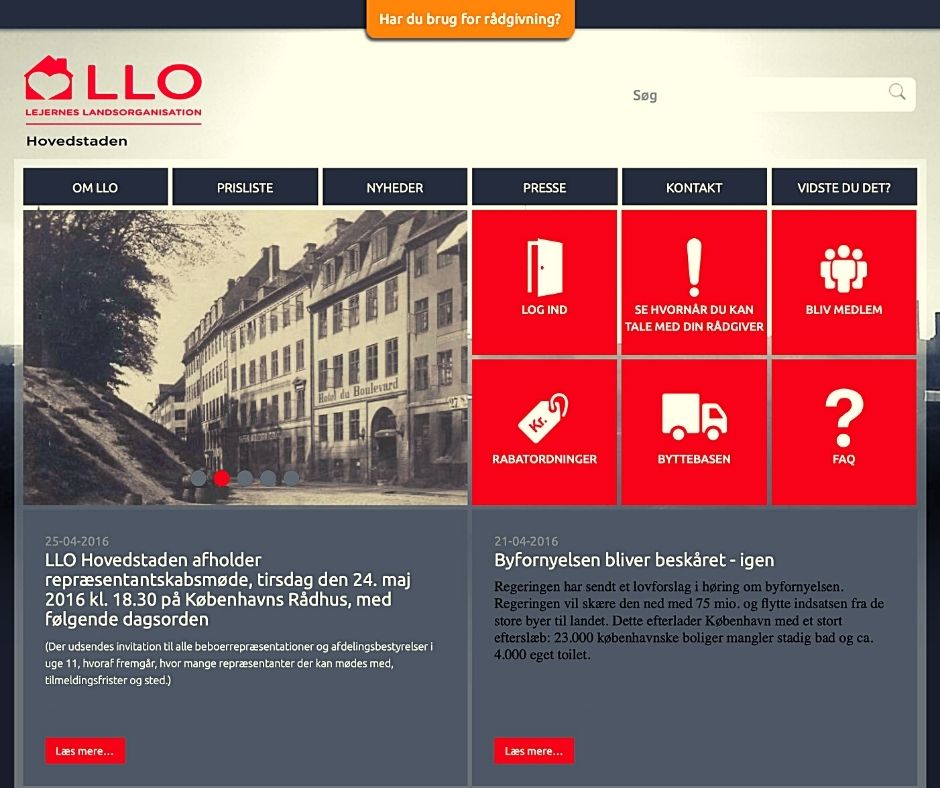 Har du brug for rådgivning?
LLO
LEJERNES LANDSORGANISATION
Hovedstaden
Søg
OM LLO
PRISLISTE
NYHEDER
PRESSE
KONTAKT
VIDSTE DU DET?
Hotel du Boulevard
27
LOG IND
SE HVORNÅR DU KAN
TALE MED DIN RÅDGIVER
BLIV MEDLEM
Kr.
RABATORDNINGER
BYTTEBASEN
?
FAQ
25-04-2016
LLO Hovedstaden afholder
repræsentantskabsmøde, tirsdag den 24. maj
2016 kl. 18.30 på Københavns Rådhus, med
følgende dagsorden
(Der udsendes invitation til alle beboerrepræsentationer og afdelingsbestyrelser i
uge 11, hvoraf fremgår, hvor mange repræsentanter der kan mødes med,
tilmeldingsfrister og sted.)
Læs mere...
21-04-2016
Byfornyelsen bliver beskåret - igen
Regeringen har sendt et lovforslag i høring om byfornyelsen.
Regeringen vil skære den ned med 75 mio. og flytte indsatsen fra de
store byer til landet. Dette efterlader København med et stort
efterslæb: 23.000 københavnske boliger mangler stadig bad og ca.
4.000 eget toilet.
Læs mere...